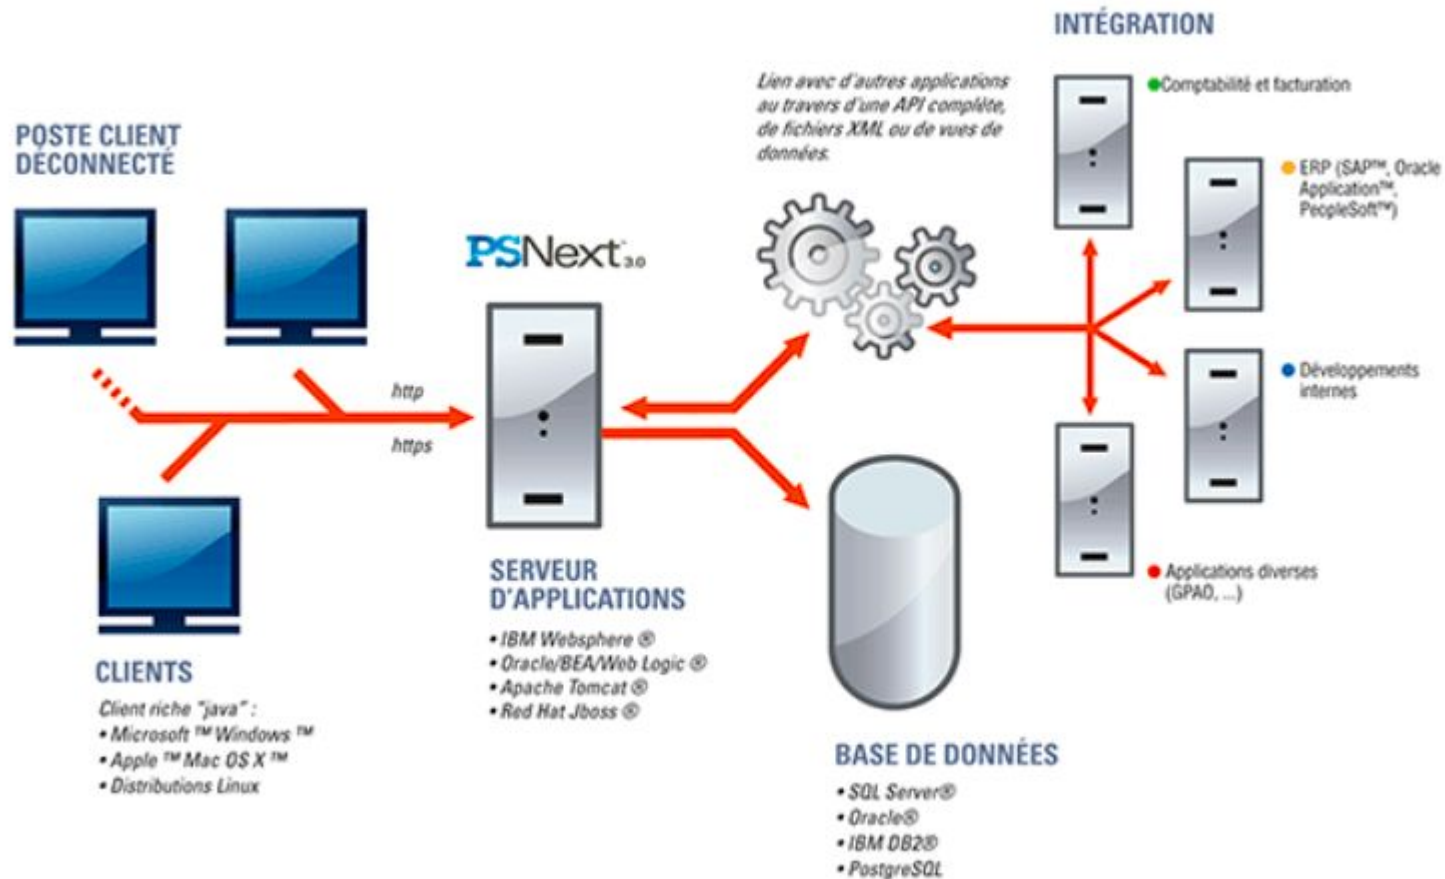 INTÉGRATION
Lien avec d'autres applications
au travers d'une API complète,
de fichiers XML ou de vues de
données.
•Comptabilité et facturation
POSTE CLIENT
DÉCONNECTÉ
• ERP (SAP™, Oracle
Application™,
PeopleSoft™)
PSNext™ 3.0
http
https
• Développements
internes
SERVEUR
D'APPLICATIONS
• IBM Websphere ®
• Oracle/BEA/Web Logic ®
• Apache Tomcat ®
• Red Hat Jboss ®
• Applications diverses
(GPAO, ...)
CLIENTS
Client riche "java" :
• Microsoft ™ Windows ™
• Apple ™ Mac OS X ™
• Distributions Linux
BASE DE DONNÉES
• SQL Server®
• Oracle®
• IBM DB2®
• PostgreSQL